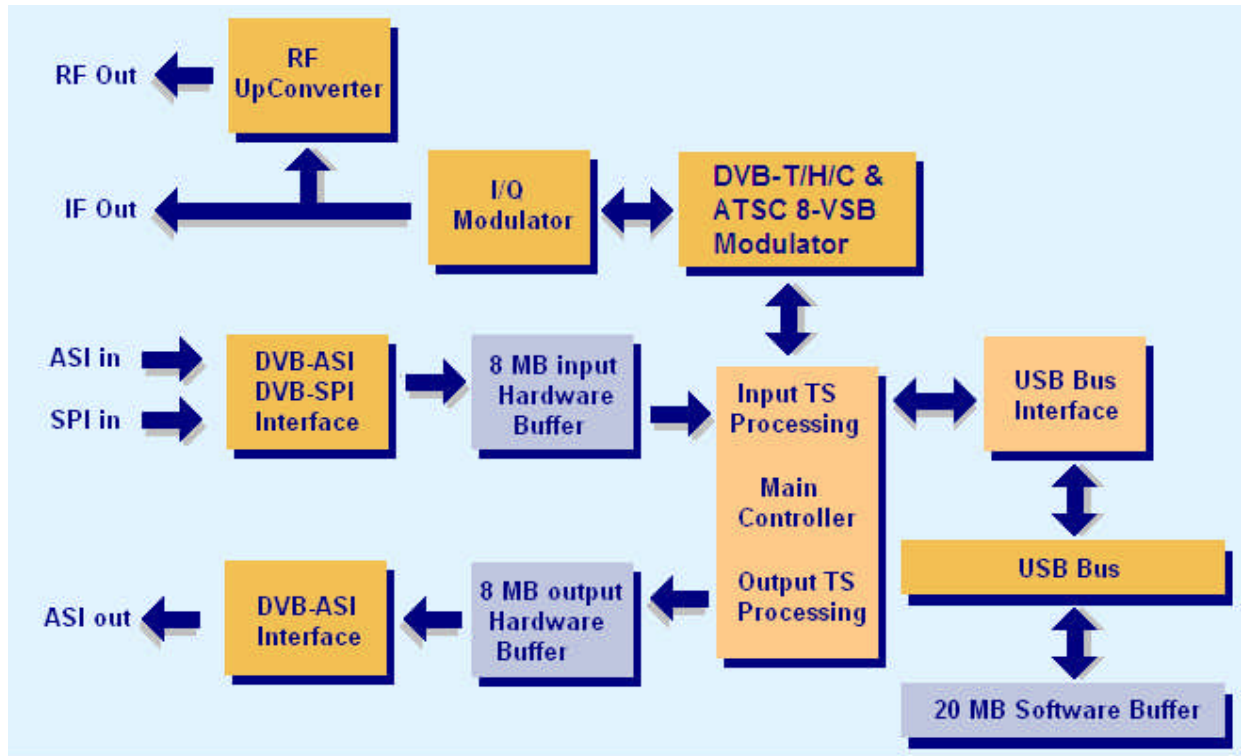 RF Out
RF
UpConverter
IF Out
I/Q
Modulator
DVB-T/H/C &
ATSC 8-VSB
Modulator
ASI in
SPI in
DVB-ASI
DVB-SPI
Interface
8 MB input
Hardware
Buffer
Input TS
Processing
Main
Controller
Output TS
Processing
USB Bus
Interface
USB Bus
20 MB Software Buffer
8 MB output
Hardware
Buffer
DVB-ASI
Interface
ASI out